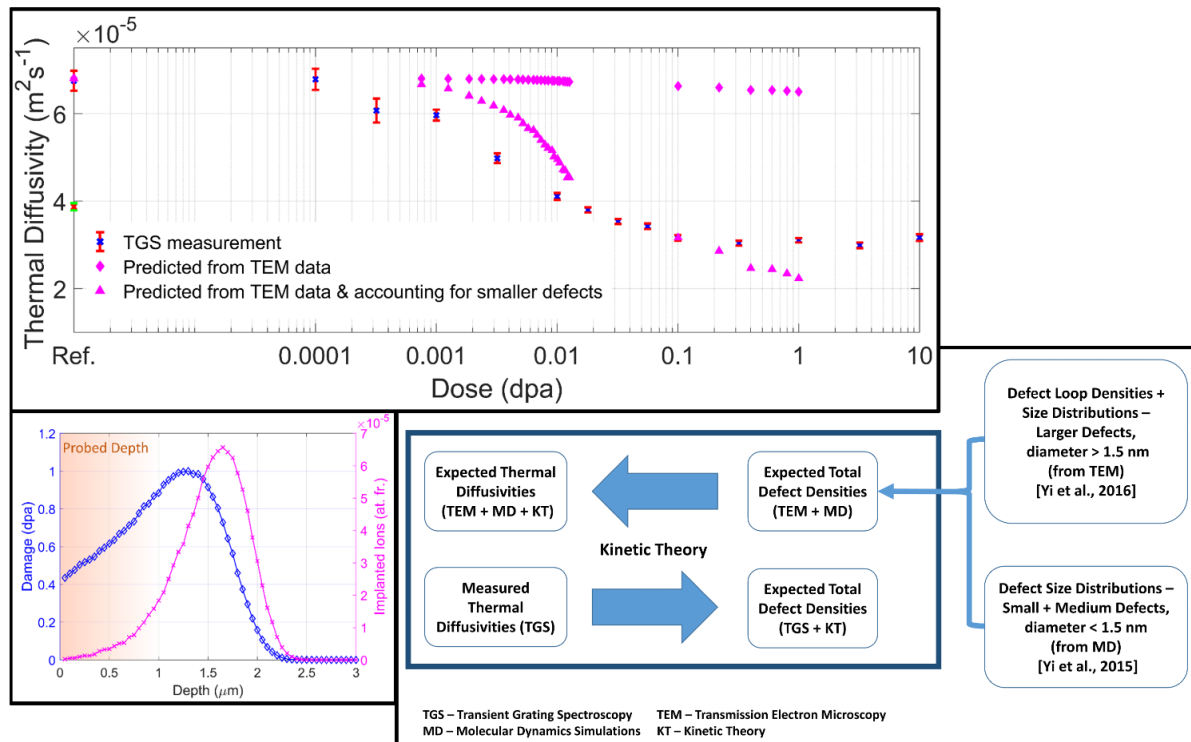 ×10⁻⁵
Thermal Diffusivity (m²s⁻¹)
6
4
2
TGS measurement
Predicted from TEM data
Predicted from TEM data & accounting for smaller defects
Ref.
0.0001
0.001
0.01
0.1
1
10
Dose (dpa)
Probed Depth
Damage (dpa)
1.2
1
0.8
0.6
0.4
0.2
0
×10⁻⁵
7
6
5
4
3
2
1
0
Implanted Ions (at. fr.)
0
0.5
1
1.5
2
2.5
3
Depth (μm)
Expected Thermal
Diffusivities
(TEM + MD + KT)
Expected Total
Defect Densities
(TEM + MD)
Kinetic Theory
Measured
Thermal
Diffusivities (TGS)
Expected Total
Defect Densities
(TGS + KT)
Defect Loop Densities +
Size Distributions –
Larger Defects,
diameter > 1.5 nm
(from TEM)
[Yi et al., 2016]
Defect Size Distributions –
Small + Medium Defects,
diameter < 1.5 nm
(from MD)
[Yi et al., 2015]
TGS – Transient Grating Spectroscopy
TEM – Transmission Electron Microscopy
MD – Molecular Dynamics Simulations
KT – Kinetic Theory